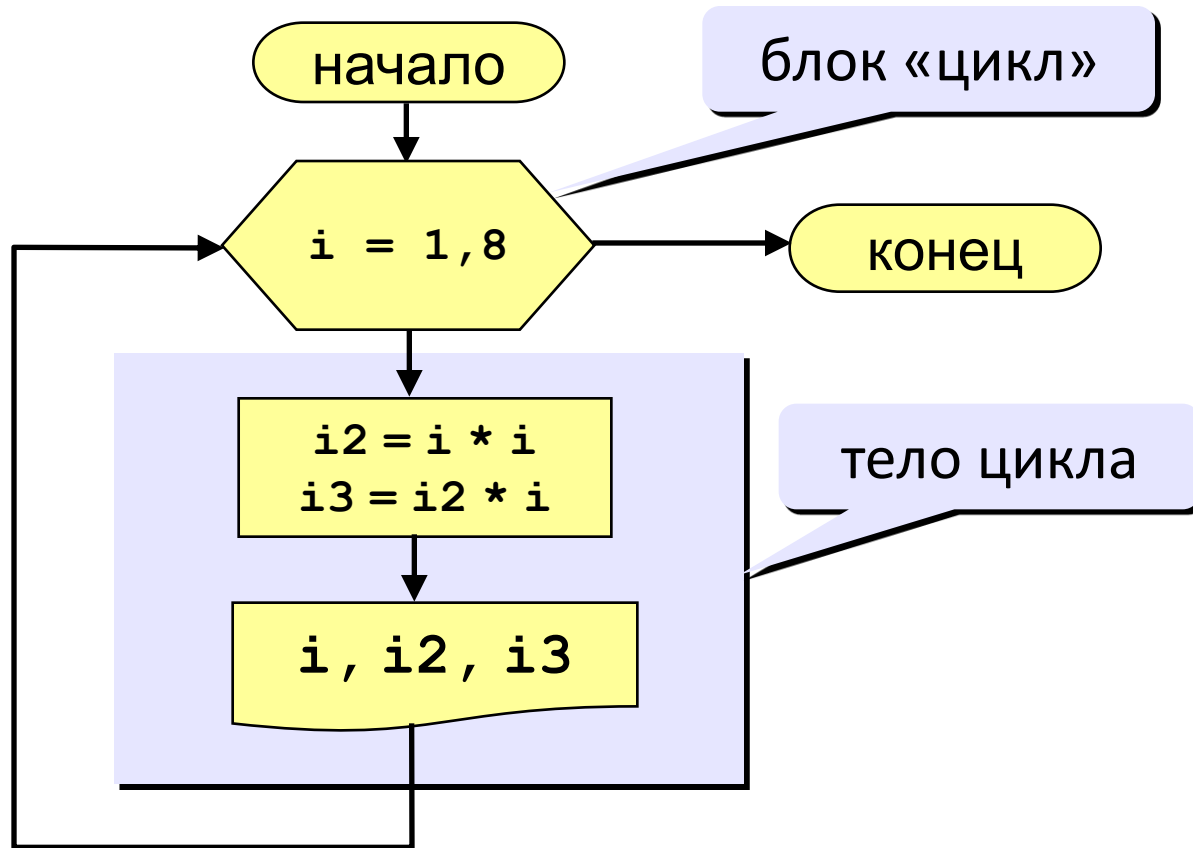 начало
блок «цикл»
i = 1,8
конец
i2 = i * i
i3 = i2 * i
тело цикла
i, i2, i3